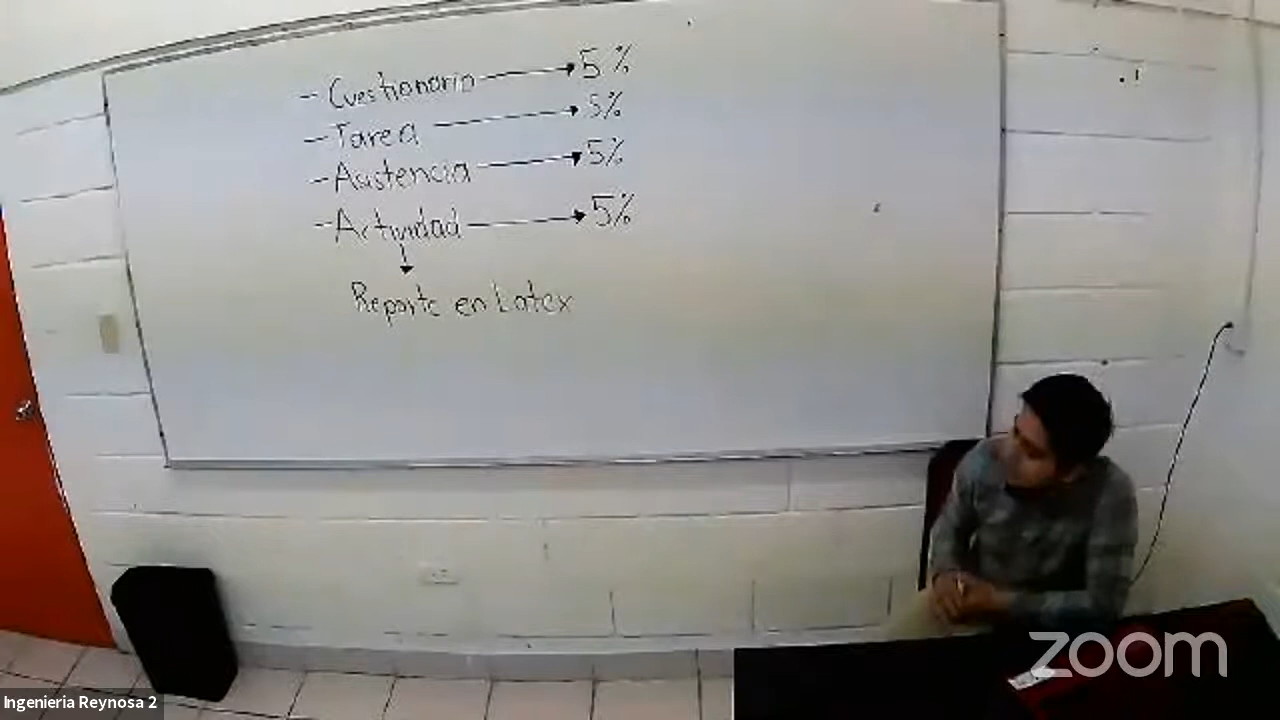 - Cuestionario → 5%
- Tarea → 5%
- Asistencia → 5%
- Actividad → 5%
Reporte en Latex
zoom
Ingenieria Reynosa 2